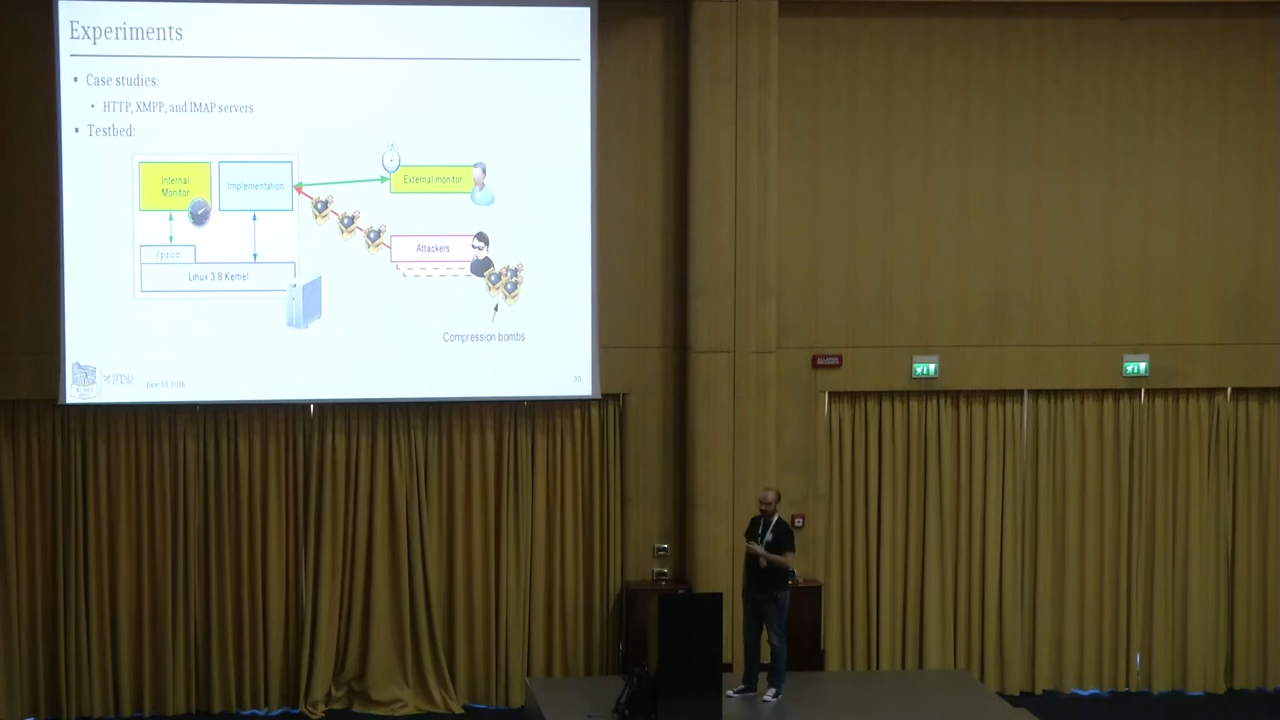 Experiments
Case studies:
HTTP, XMPP, and IMAP servers
Testbed:
Internal
Monitor
Implementation
External monitor
/proc
Linux 3 8 Kernel
Attackers
Compression bombs
June 30, 2016
30